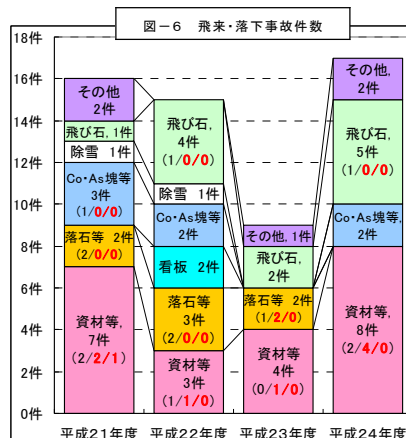 図－6　飛来・落下事故件数
18件
16件
14件
12件
10件
8件
6件
4件
2件
0件
その他
2件
飛び石, 1件
除雪　1件
Co・As塊等
3件
(1/0/0)
落石等　2件
(2/0/0)
資材等,
7件
(2/2/1)
飛び石,
4件
(1/0/0)
除雪　1件
Co・As塊等
2件
看板　2件
落石等
3件
(2/0/0)
資材等
3件
(1/1/0)
その他, 1件
飛び石,
2件
落石等　2件
(1/2/0)
資材等
4件
(0/1/0)
その他,
2件
飛び石,
5件
(1/0/0)
Co・As塊等,
2件
資材等,
8件
(2/4/0)
平成21年度　平成22年度　平成23年度　平成24年度